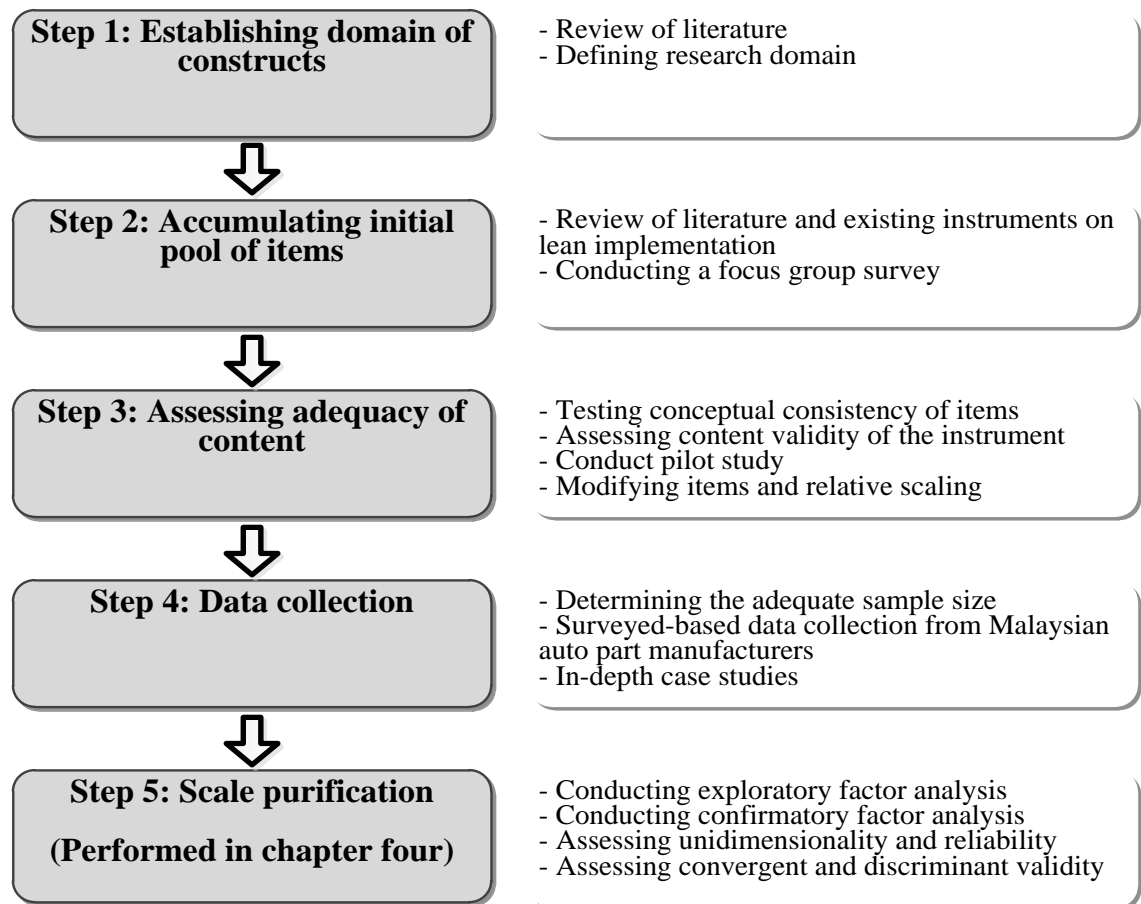 Step 1: Establishing domain of
constructs
- Review of literature
- Defining research domain
Step 2: Accumulating initial
pool of items
- Review of literature and existing instruments on
lean implementation
- Conducting a focus group survey
Step 3: Assessing adequacy of
content
- Testing conceptual consistency of items
- Assessing content validity of the instrument
- Conduct pilot study
- Modifying items and relative scaling
Step 4: Data collection
- Determining the adequate sample size
- Surveyed-based data collection from Malaysian
auto part manufacturers
- In-depth case studies
Step 5: Scale purification
(Performed in chapter four)
- Conducting exploratory factor analysis
- Conducting confirmatory factor analysis
- Assessing unidimensionality and reliability
- Assessing convergent and discriminant validity